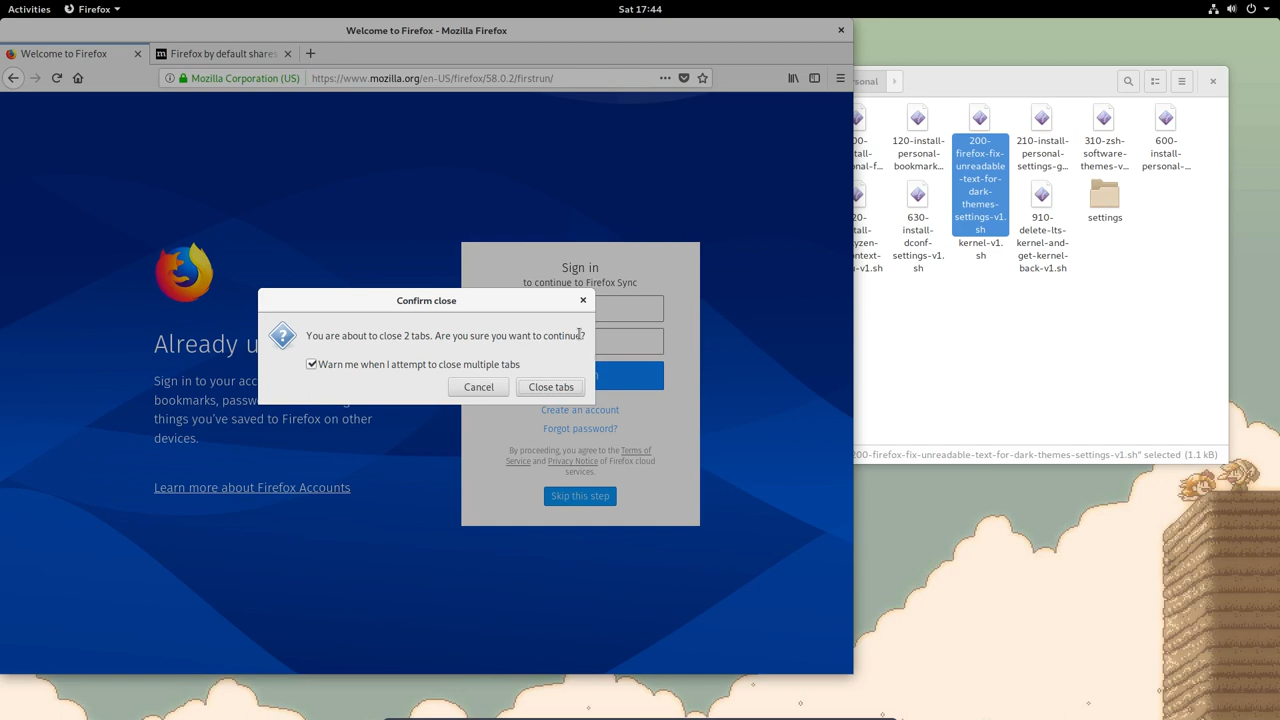 Activities
Firefox
Sat 17:44
Welcome to Firefox - Mozilla Firefox
Welcome to Firefox
Firefox by default shares
Mozilla Corporation (US)
https://www.mozilla.org/en-US/firefox/58.0.2/firstrun/
Already u
Sign in to your acc
bookmarks, passw
things you've saved to Firefox on other
devices.
Learn more about Firefox Accounts
Sign in
to continue to Firefox Sync
Create an account
Forgot password?
By proceeding, you agree to the Terms of
Service and Privacy Notice of Firefox cloud
services.
Skip this step
Confirm close
You are about to close 2 tabs. Are you sure you want to continue?
Warn me when I attempt to close multiple tabs
Cancel
Close tabs
sonal
120-install-
personal-
bookmark...
200-
firefox-fix-
unreadable
-text-for-
dark-
themes-
settings-v1.
sh
210-install-
personal-
settings-g...
310-zsh-
software-
themes-v...
600-
install-
personal-...
630-
install-
dconf-
settings-v1.
sh
kernel-v1.
sh
910-
delete-lts-
kernel-and-
get-kernel-
back-v1.sh
settings
200-firefox-fix-unreadable-text-for-dark-themes-settings-v1.sh" selected (1.1 kB)